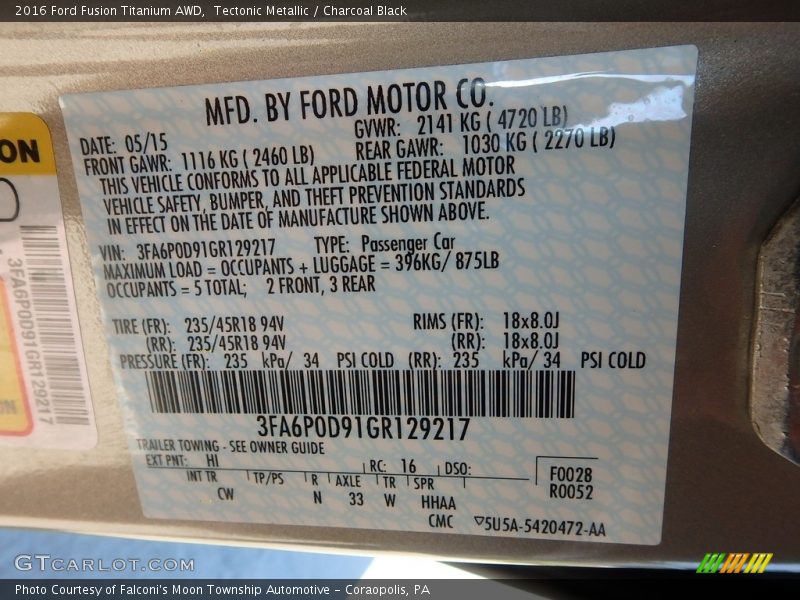 2016 Ford Fusion Titanium AWD, Tectonic Metallic / Charcoal Black
ON
3FA6P0D91GR129217
MFD. BY FORD MOTOR CO.
DATE: 05/15 GVWR: 2141 KG ( 4720 LB)
FRONT GAWR: 1116 KG ( 2460 LB) REAR GAWR: 1030 KG ( 2270 LB)
THIS VEHICLE CONFORMS TO ALL APPLICABLE FEDERAL MOTOR
VEHICLE SAFETY, BUMPER, AND THEFT PREVENTION STANDARDS
IN EFFECT ON THE DATE OF MANUFACTURE SHOWN ABOVE.
VIN: 3FA6P0D91GR129217 TYPE: Passenger Car
MAXIMUM LOAD = OCCUPANTS + LUGGAGE = 396KG/ 875LB
OCCUPANTS = 5 TOTAL; 2 FRONT, 3 REAR
TIRE (FR): 235/45R18 94V RIMS (FR): 18x8.0J
(RR): 235/45R18 94V (RR): 18x8.0J
PRESSURE (FR): 235 kPa/ 34 PSI COLD (RR): 235 kPa/ 34 PSI COLD
3FA6P0D91GR129217
TRAILER TOWING - SEE OWNER GUIDE
EXT PNT: HI RC: 16 DSO: F0028
INT TR TP/PS R AXLE TR SPR R0052
CW N 33 W HHAA
CMC ▽5U5A-5420472-AA
GTCARLOT.COM
Photo Courtesy of Falconi's Moon Township Automotive – Coraopolis, PA